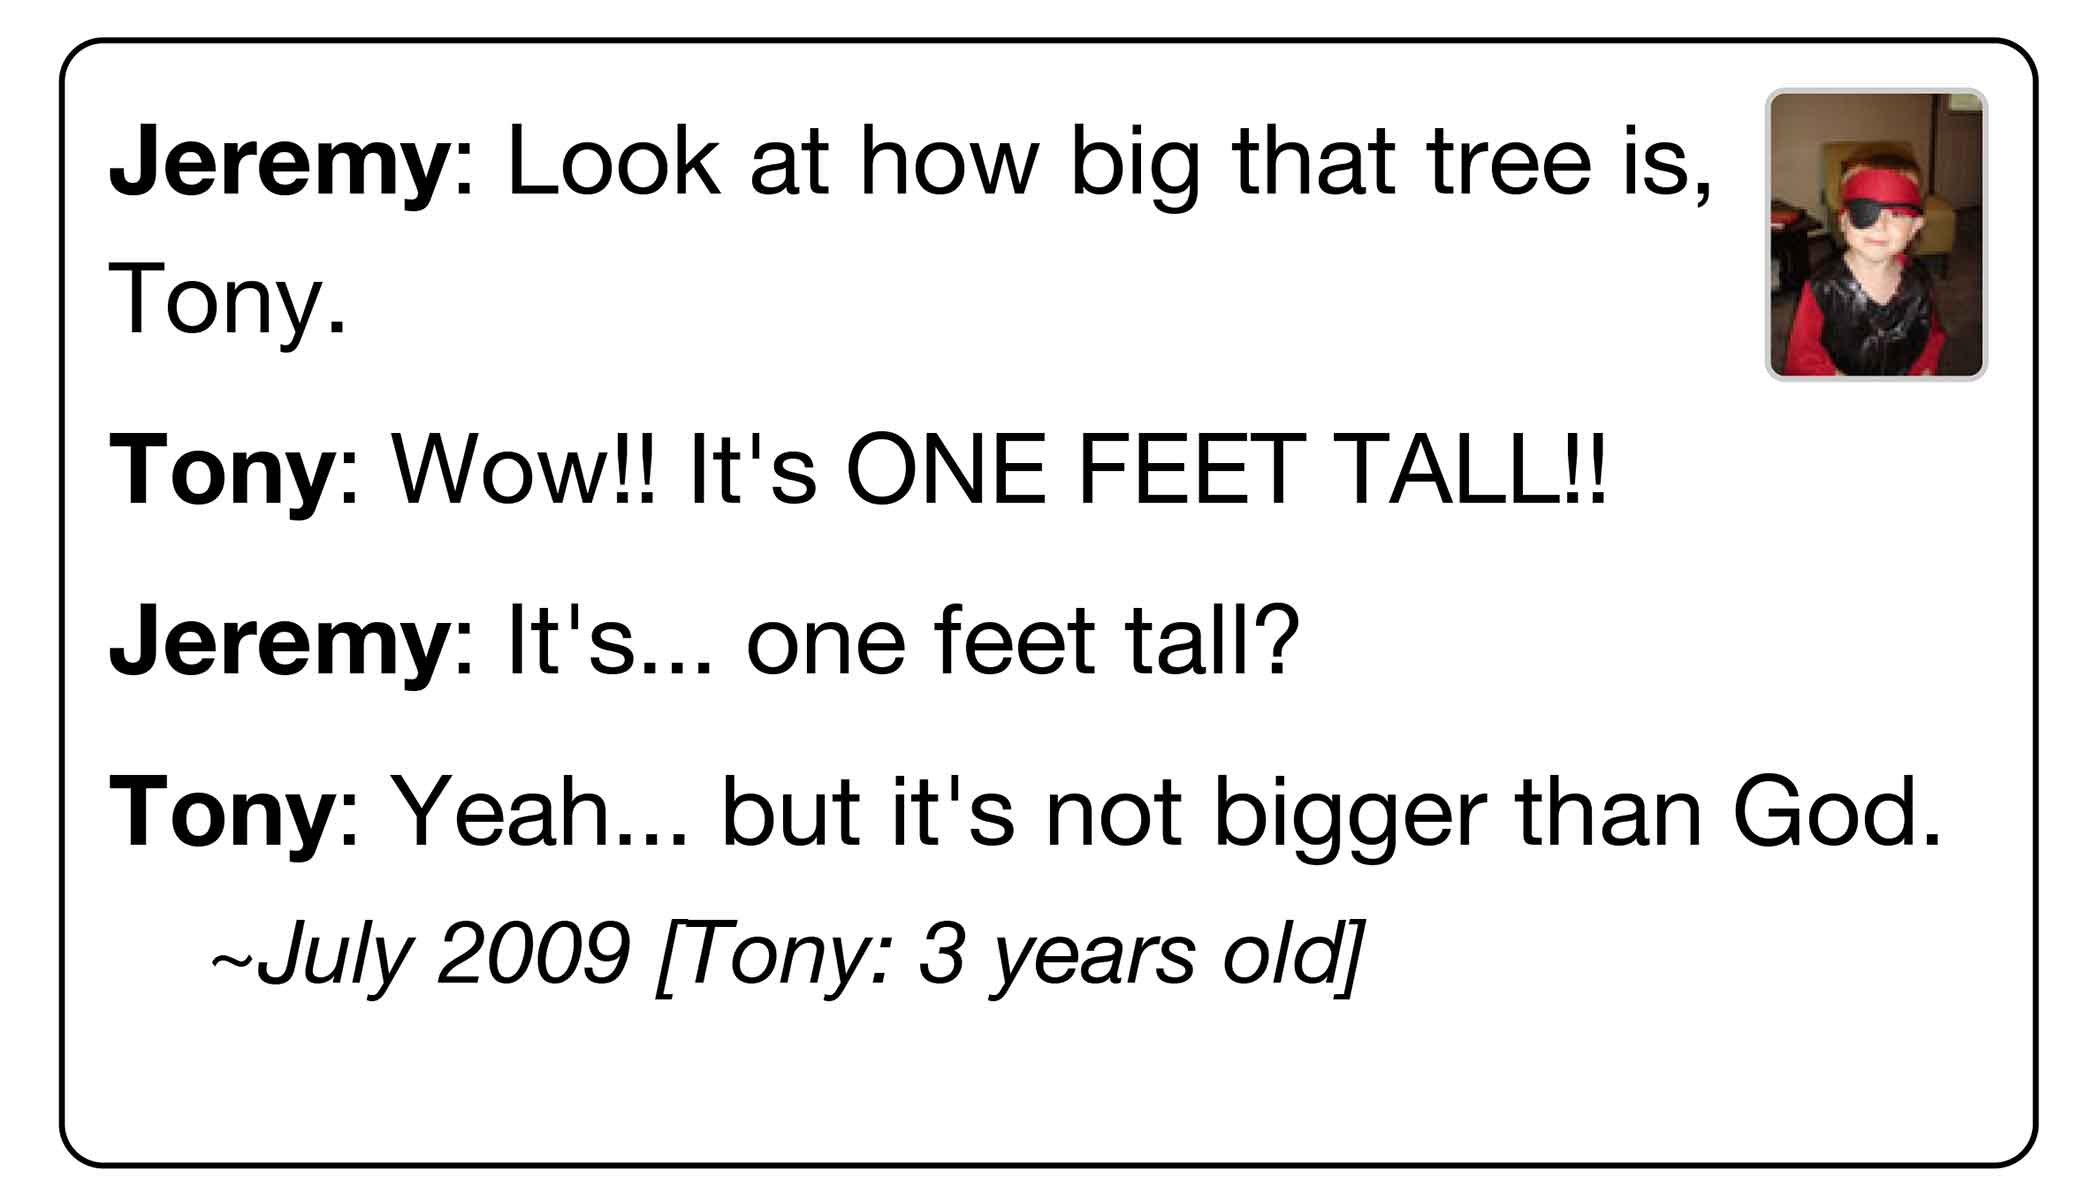 Jeremy: Look at how big that tree is,
Tony.
Tony: Wow!! It's ONE FEET TALL!!
Jeremy: It's... one feet tall?
Tony: Yeah... but it's not bigger than God.
~July 2009 [Tony: 3 years old]